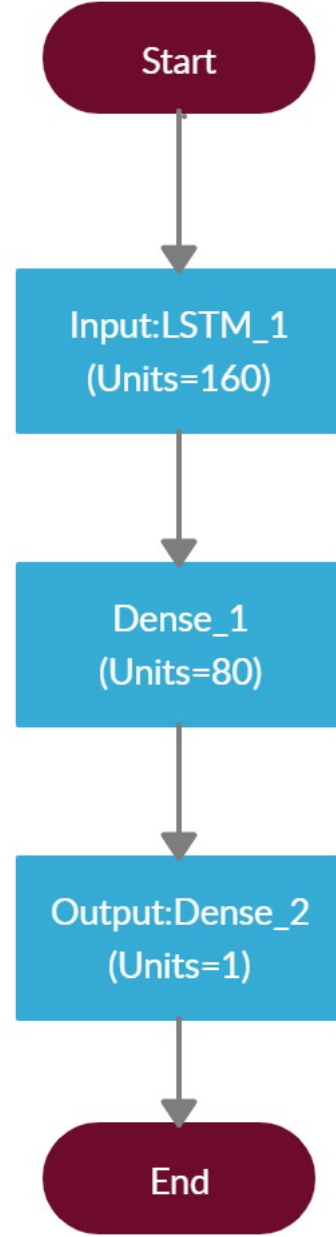 Start
Input:LSTM_1
(Units=160)
Dense_1
(Units=80)
Output:Dense_2
(Units=1)
End